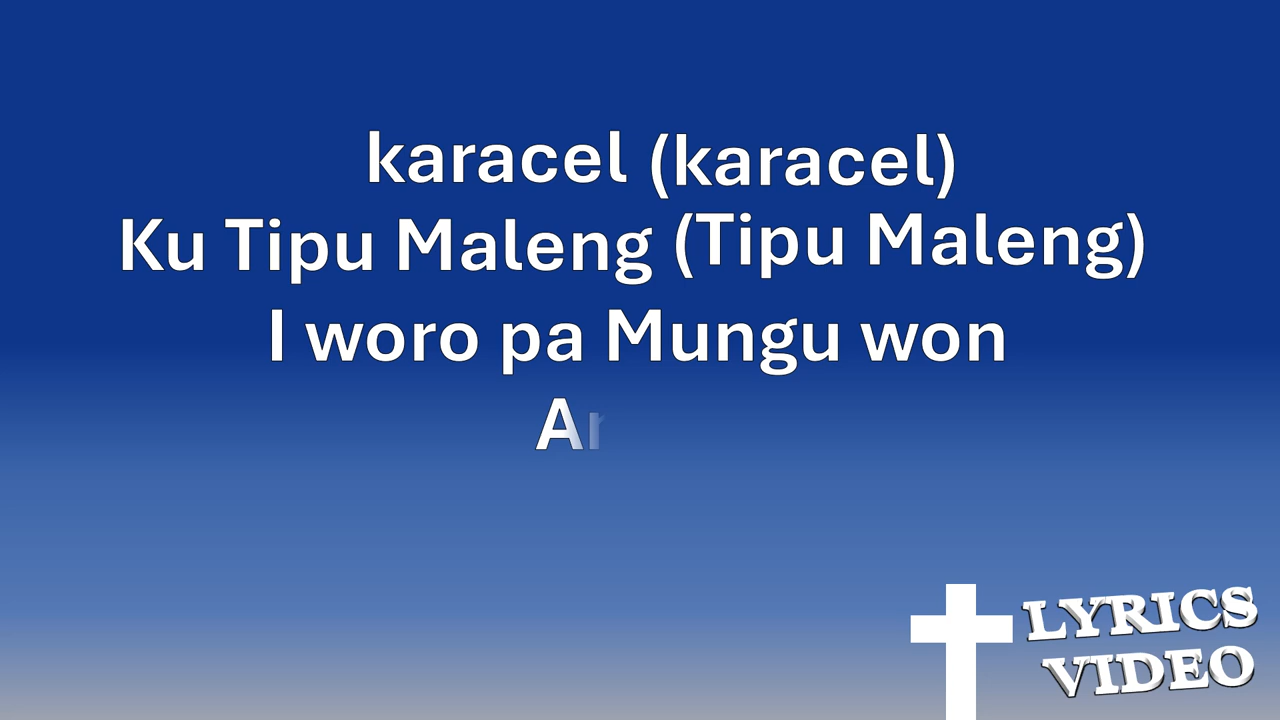 karacel (karacel)
Ku Tipu Maleng (Tipu Maleng)
I woro pa Mungu won
LYRICS
VIDEO